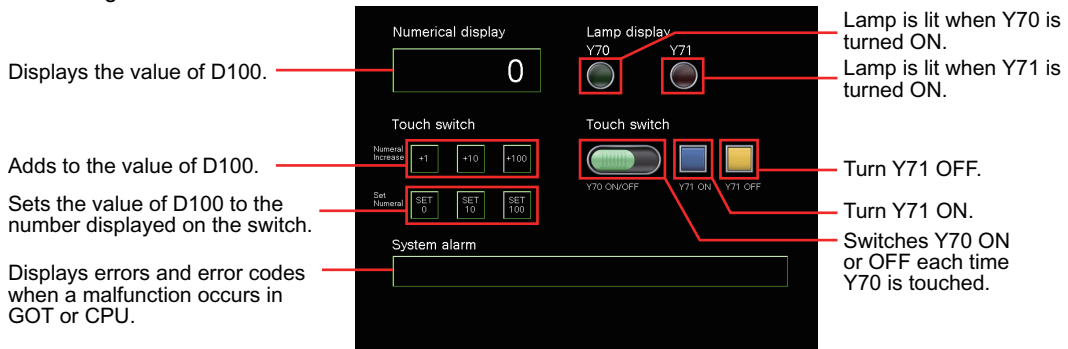 Displays the value of D100.
Adds to the value of D100.
Sets the value of D100 to the
number displayed on the switch.
Displays errors and error codes
when a malfunction occurs in
GOT or CPU.
Numerical display
0
Lamp display
Y70
Y71
Touch switch
Numeral
Increase
+1
+10
+100
Set
Numeral
SET
0
SET
10
SET
100
Touch switch
Y70 ON/OFF
Y71 ON
Y71 OFF
System alarm
Lamp is lit when Y70 is
turned ON.
Lamp is lit when Y71 is
turned ON.
Turn Y71 OFF.
Turn Y71 ON.
Switches Y70 ON
or OFF each time
Y70 is touched.